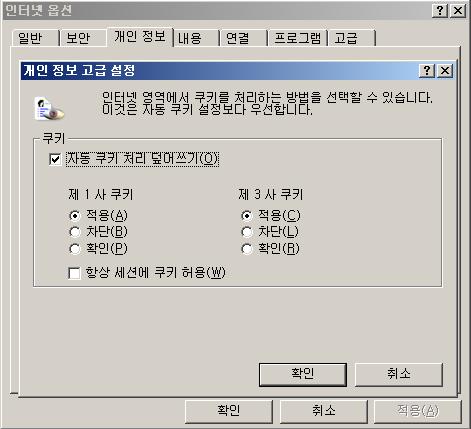 인터넷 옵션
일반 보안 개인 정보 내용 연결 프로그램 고급
개인 정보 고급 설정
인터넷 영역에서 쿠키를 처리하는 방법을 선택할 수 있습니다.
이것은 자동 쿠키 설정보다 우선합니다.
쿠키
자동 쿠키 처리 덮어쓰기(O)
제 1 사 쿠키 제 3 사 쿠키
적용(A) 적용(C)
차단(B) 차단(L)
확인(P) 확인(R)
항상 세션에 쿠키 허용(W)
확인 취소
확인 취소 적용(A)